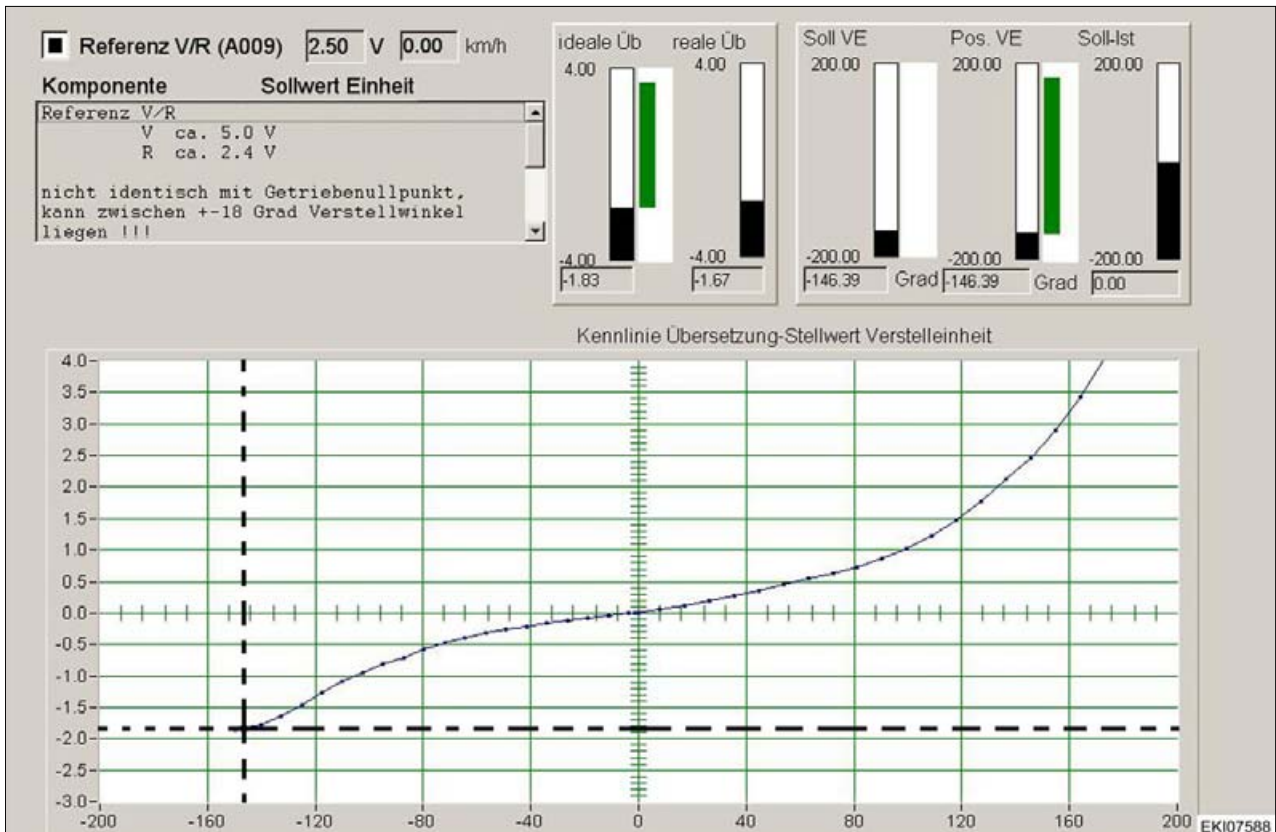 Referenz V/R (A009) 2.50 V 0.00 km/h
Komponente Sollwert Einheit
Referenz V/R
V ca. 5.0 V
R ca. 2.4 V
nicht identisch mit Getriebenullpunkt,
kann zwischen +-18 Grad Verstellwinkel
liegen !!!
ideale Üb reale Üb
4.00 4.00
-4.00 -4.00
-1.83 -1.67
Soll VE Pos. VE Soll-Ist
200.00 200.00 200.00
-200.00 -200.00 -200.00
-146.39 Grad -146.39 Grad 0.00
Kennlinie Übersetzung-Stellwert Verstelleinheit
4.0
3.5
3.0
2.5
2.0
1.5
1.0
0.5
0.0
-0.5
-1.0
-1.5
-2.0
-2.5
-3.0
-200 -160 -120 -80 -40 0 40 80 120 160 200
EKI07588